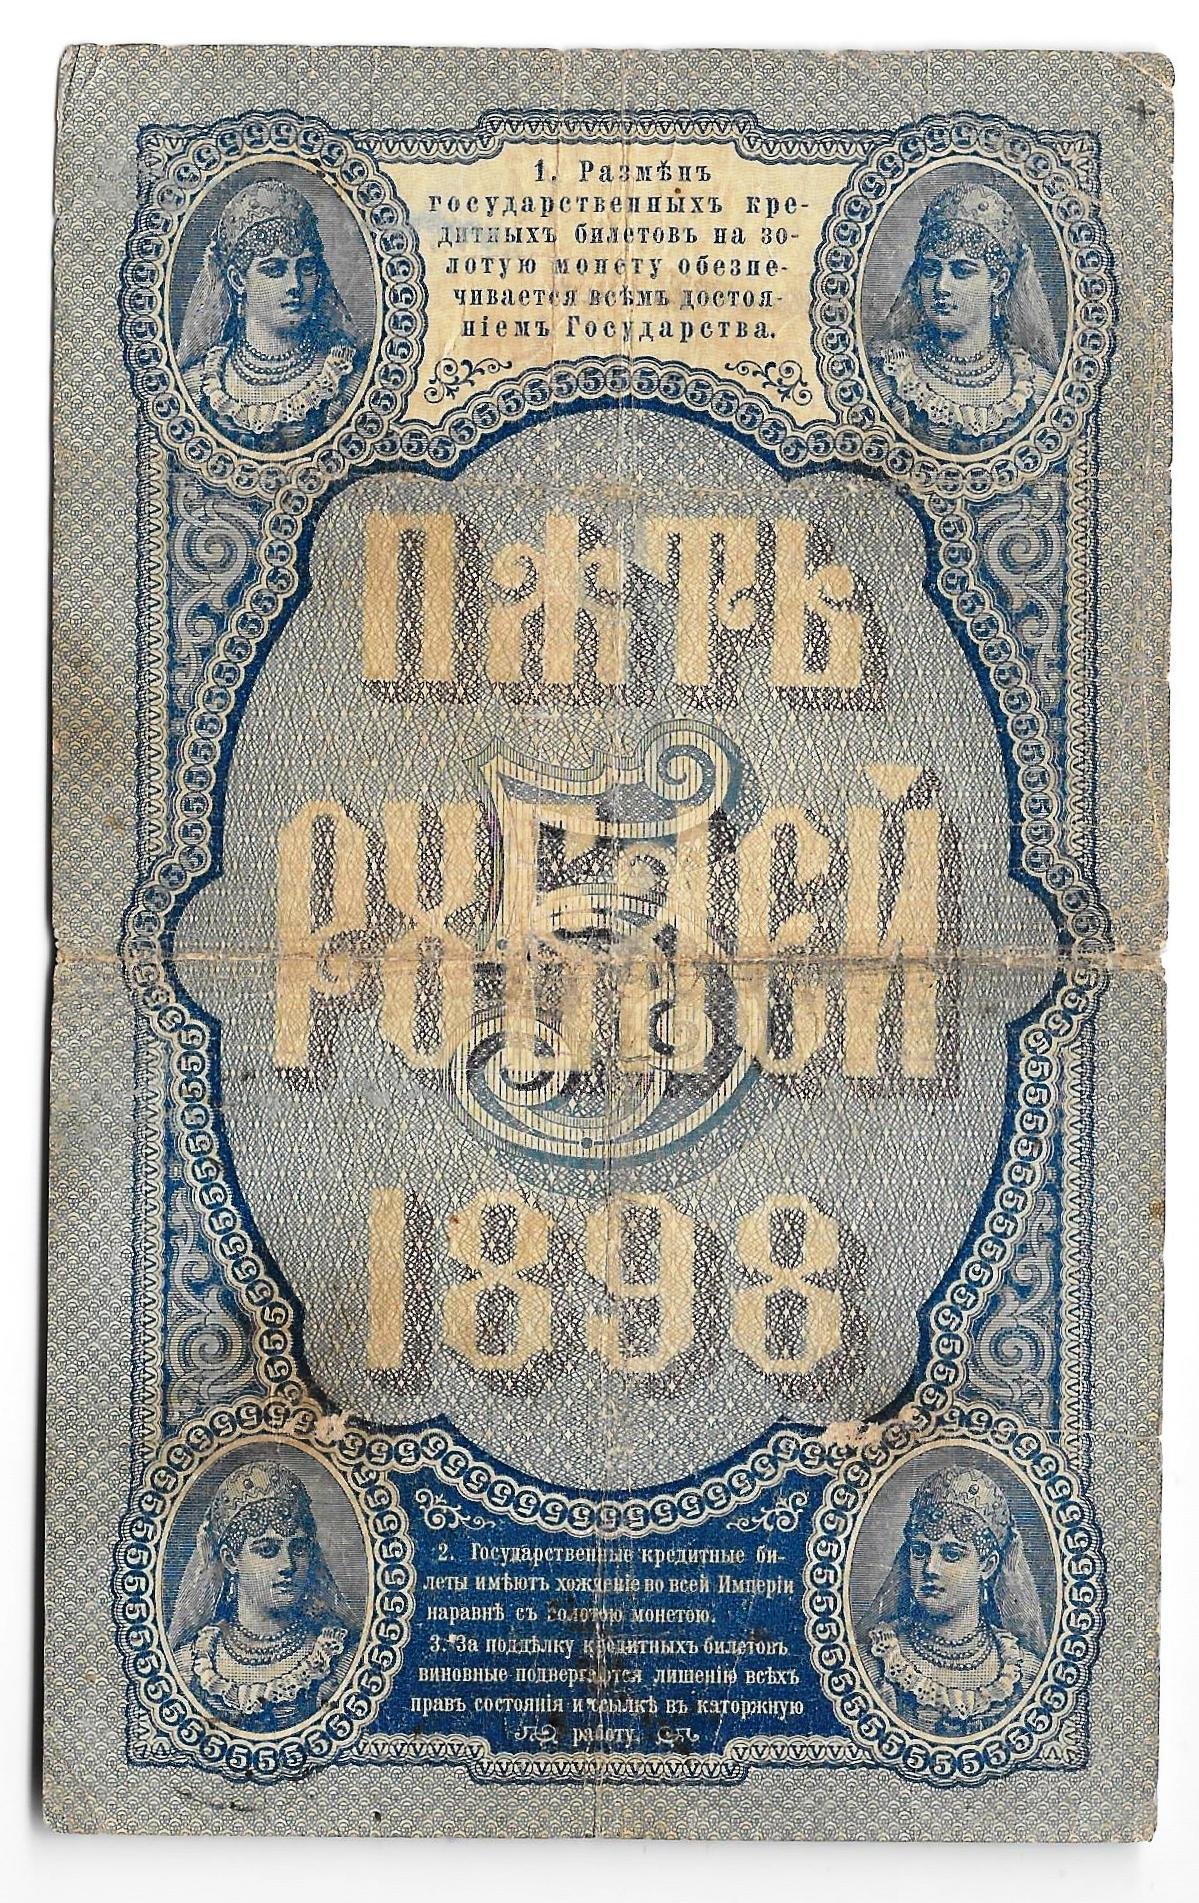 1. Размѣнъ
государственныхъ кре-
дитныхъ билетовъ на зо-
лотую монету обезпе-
чивается всѣмъ достоя-
ніемъ Государства.
ПЯТЬ
5
РУБЛЕЙ
1898
2. Государственные кредитные би-
леты имѣютъ хожденіе во всей Имперіи
наравнѣ съ золотою монетою.
3. За поддѣлку кредитныхъ билетовъ
виновные подвергаются лишенію всѣхъ
правъ состоянія и ссылкѣ въ каторжную
работу.